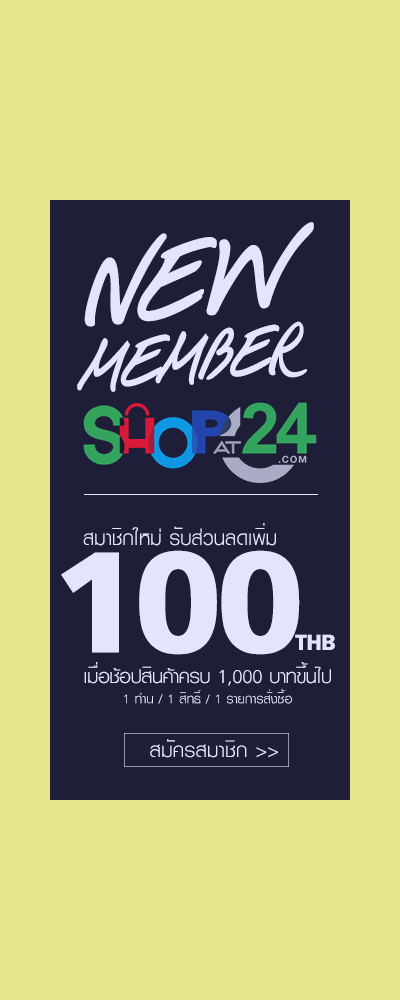 NEW
MEMBER
SHOP AT 24
.COM
สมาชิกใหม่ รับส่วนลดเพิ่ม
100 THB
เมื่อช้อปสินค้าครบ 1,000 บาทขึ้นไป
1 ท่าน / 1 สิทธิ์ / 1 รายการสั่งซื้อ
สมัครสมาชิก >>